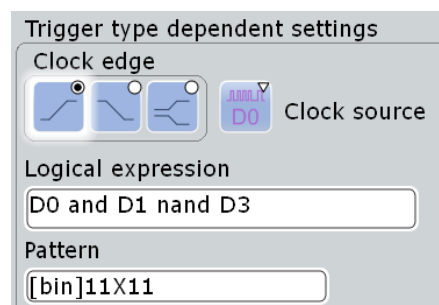 Trigger type dependent settings
Clock edge
D0
Clock source
Logical expression
D0 and D1 nand D3
Pattern
[bin]11X11